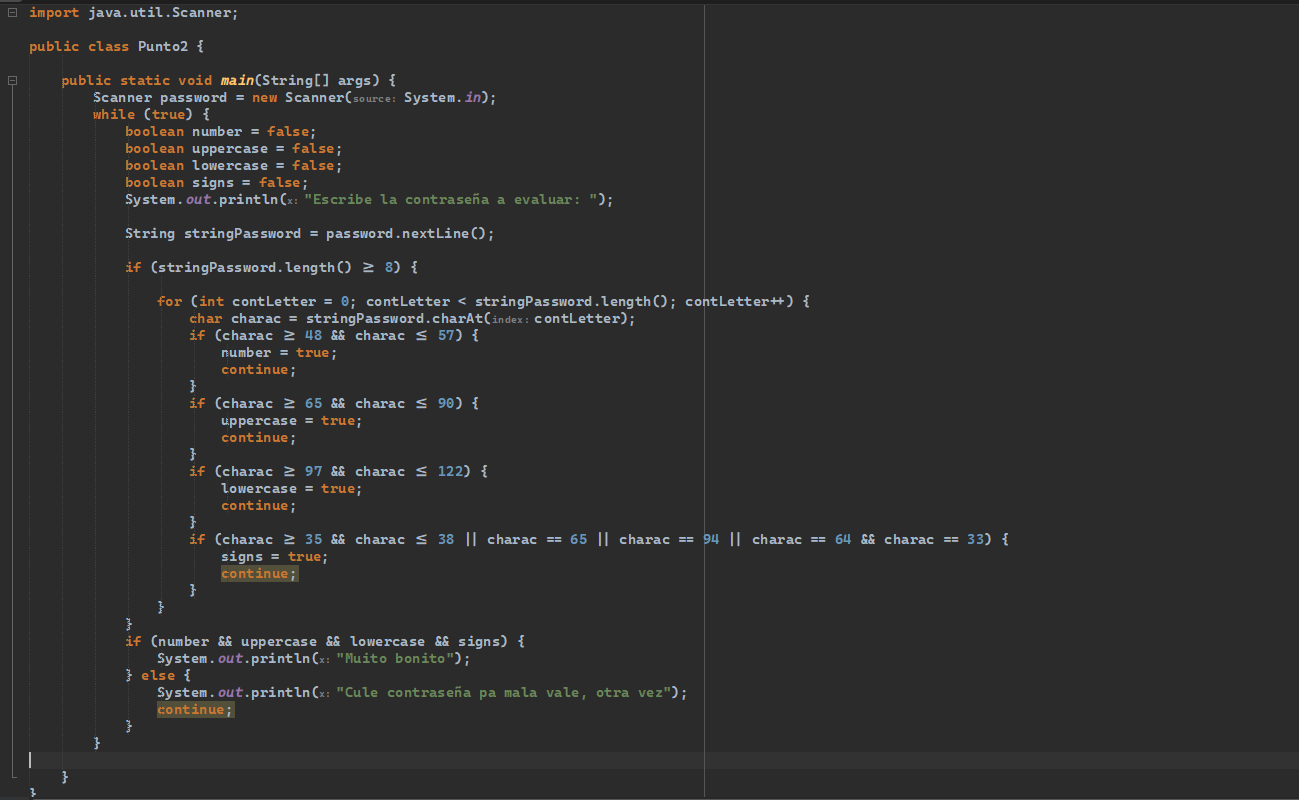 import java.util.Scanner;
public class Punto2 {
public static void main(String[] args) {
Scanner password = new Scanner(source: System.in);
while (true) {
boolean number = false;
boolean uppercase = false;
boolean lowercase = false;
boolean signs = false;
System.out.println(x: "Escribe la contraseña a evaluar: ");
String stringPassword = password.nextLine();
if (stringPassword.length() ≥ 8) {
for (int contLetter = 0; contLetter < stringPassword.length(); contLetter++) {
char charac = stringPassword.charAt(index: contLetter);
if (charac ≥ 48 && charac ≤ 57) {
number = true;
continue;
}
if (charac ≥ 65 && charac ≤ 90) {
uppercase = true;
continue;
}
if (charac ≥ 97 && charac ≤ 122) {
lowercase = true;
continue;
}
if (charac ≥ 35 && charac ≤ 38 || charac == 65 || charac == 94 || charac == 64 && charac == 33) {
signs = true;
continue;
}
}
}
if (number && uppercase && lowercase && signs) {
System.out.println(x: "Muito bonito");
} else {
System.out.println(x: "Cule contraseña pa mala vale, otra vez");
continue;
}
}
}
}